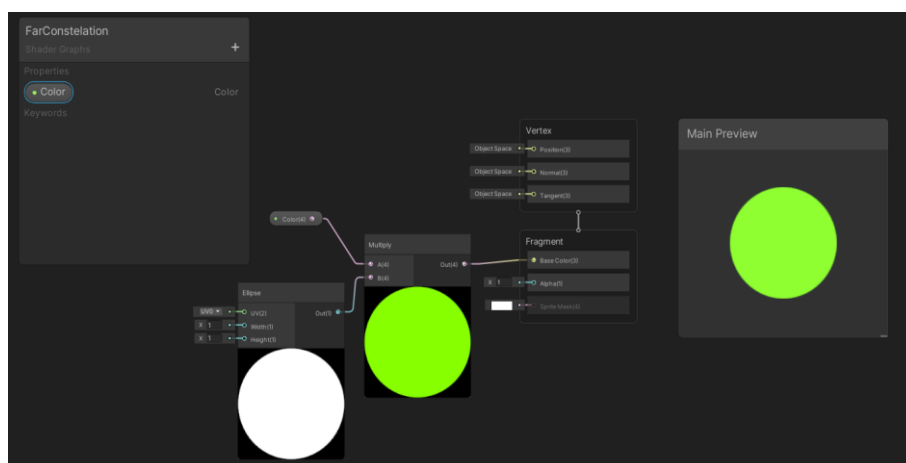 FarConstelation
Shader Graphs
+
Properties
Color
Color
Keywords
Vertex
Object Space
Position(3)
Object Space
Normal(3)
Object Space
Tangent(3)
Main Preview
Color(4)
Multiply
A(4)
Out(4)
B(4)
Fragment
Base Color(3)
X 1
Alpha(1)
Sprite Mask(4)
Ellipse
UV0
UV(2)
Out(1)
X 1
Width(1)
X 1
Height(1)